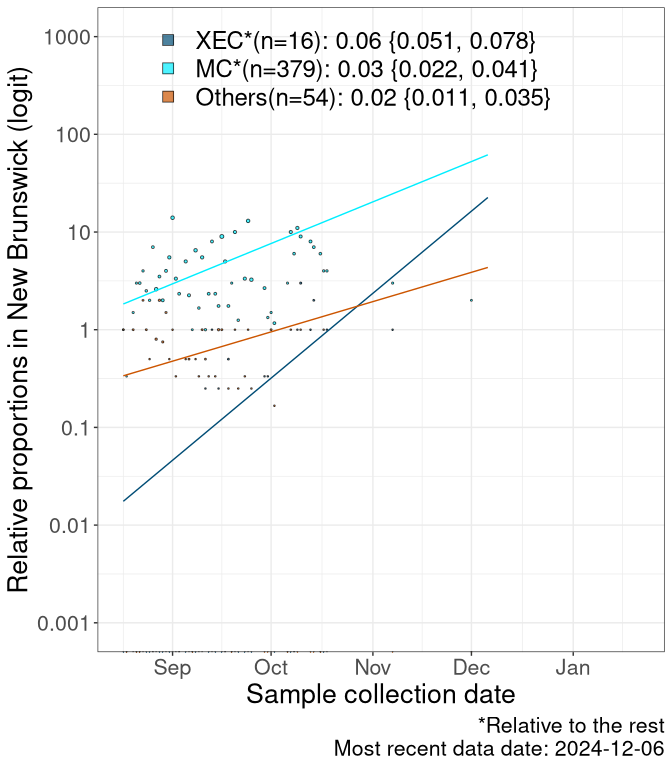 XEC*(n=16): 0.06 {0.051, 0.078}
MC*(n=379): 0.03 {0.022, 0.041}
Others(n=54): 0.02 {0.011, 0.035}
Relative proportions in New Brunswick (logit)
1000
100
10
1
0.1
0.01
0.001
Sep Oct Nov Dec Jan
Sample collection date
*Relative to the rest
Most recent data date: 2024-12-06